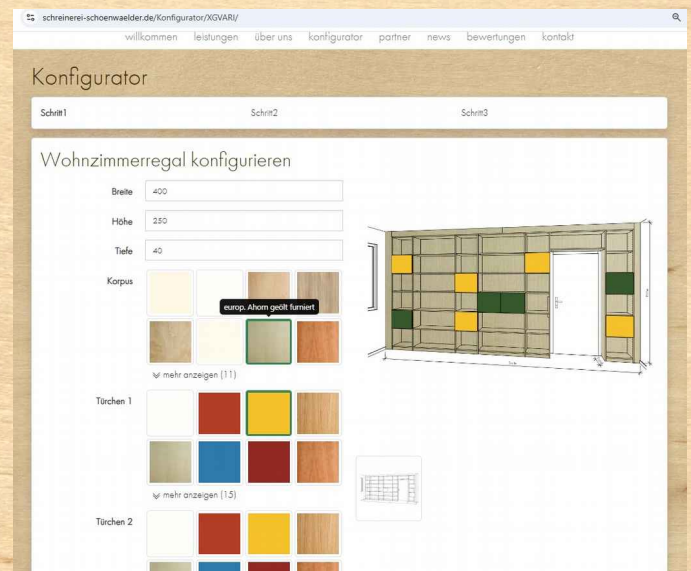 schreinerei-schoenwaelder.de/Konfigurator/XGVARI/
willkommen leistungen über uns konfigurator partner news bewertungen kontakt
Konfigurator
Schritt1 Schritt2 Schritt3
Wohnzimmerregal konfigurieren
Breite 400
Höhe 250
Tiefe 40
Korpus
europ. Ahorn geölt furniert
mehr anzeigen (11)
Türchen 1
mehr anzeigen (15)
Türchen 2